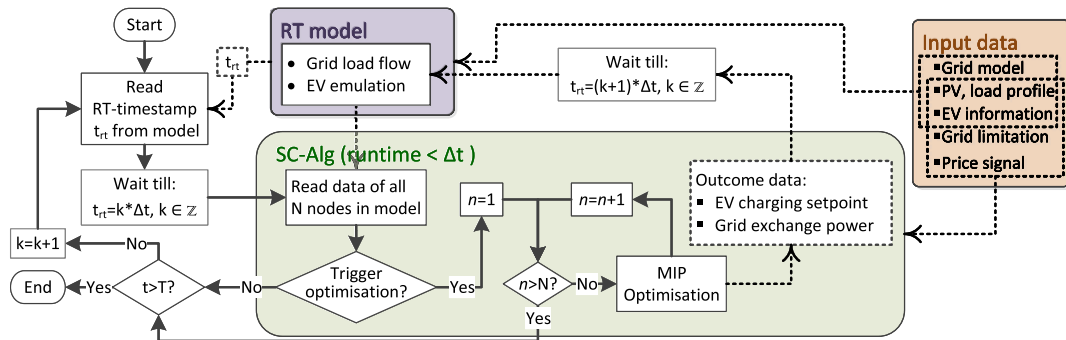 Start
Read
RT-timestamp
t_rt from model
Wait till:
t_rt=k*Δt, k ∈ ℤ
k=k+1
No
End
Yes
t>T?
t_rt
RT model
• Grid load flow
• EV emulation
Wait till:
t_rt=(k+1)*Δt, k ∈ ℤ
SC-Alg (runtime < Δt )
Read data of all
N nodes in model
Trigger
optimisation?
No
Yes
n=1
n=n+1
n>N?
No
Yes
MIP
Optimisation
Outcome data:
▪ EV charging setpoint
▪ Grid exchange power
Input data
▪Grid model
▪PV, load profile
▪EV information
▪Grid limitation
▪Price signal